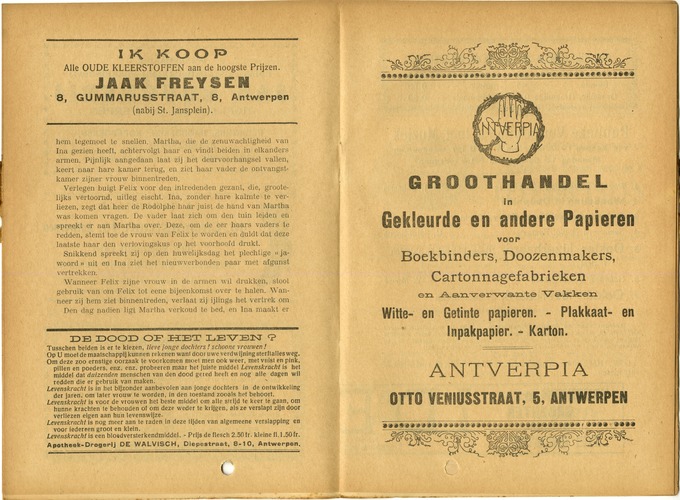 IK KOOP
Alle OUDE KLEERSTOFFEN aan de hoogste Prijzen.
JAAK FREYSEN
8, GUMMARUSSTRAAT, 8, Antwerpen
(nabij St. Jansplein).
hem tegemoet te snellen. Martha, die de zenuwachtigheid van
Ina gezien heeft, achtervolgt haar en vindt beiden in elkanders
armen. Pijnlijk aangedaan laat zij het deurvoorhangsel vallen,
keert naar hare kamer terug, en ziet haar vader de ontvangst-
kamer zijner vrouw binnentreden.
Verlegen buigt Felix voor den intredenden gezant, die, groote-
lijks vertoornd, uitleg eischt. Ina, zonder hare kalmte te ver-
liezen, zegt dat heer de Rodolphe haar juist de hand van Martha
was komen vragen. De vader laat zich om den tuin leiden en
spreekt er aan Martha over. Deze, om de eer haars vaders te
redden, stemt toe de vrouw van Felix te worden en duldt dat deze
laatste haar den verlovingskus op het voorhoofd drukt.
Snikkend spreekt zij op den huwelijksdag het plechtige «ja-
woord» uit en Ina ziet het nieuwverbonden paar met afgunst
vertrekken.
Wanneer Felix zijne vrouw in de armen wil drukken, stoot
gebruik van om Felix tot eene bijeenkomst over te halen. Wan-
neer zij hem ziet binnentreden, verlaat zij ijlings het vertrek om
Den dag nadien ligt Martha verkoud te bed, en Ina maakt er
DE DOOD OF HET LEVEN ?
Tusschen beiden is er te kiezen, lieve jonge dochters ! schoone vrouwen !
Op U moet de maatschappij kunnen rekenen want door uwe verdwijning sterft alles weg.
Om deze zoo ernstige oorzaak te voorkomen moet men ook weer, met veist en pink,
pillen en poeders, enz. enz. probeeren maar het juiste middel Levenskracht is het
middel dat duizenden menschen van den dood gered heeft en nog alle dagen wil
redden die er gebruik van maken.
Levenskracht is in het bijzonder aanbevolen aan jonge dochters in de ontwikkeling
der jaren, om later vrouw te worden, in den toestand zooals het behoort.
Levenskracht is voor de vrouwen het beste middel om alle strijd te keer te gaan, om
hunne krachten te behouden of om deze weder te krijgen, als ze verslapt zijn door
verliezen eigen aan hun levenswijze.
Levenskracht is nog meer aan te raden in deze tijden van algemeene verslapping en
voor iedereen groot en klein.
Levenskracht is een bloedversterkend middel. - Prijs de flesch 2.50 fr. kleine fl. 1.50 fr.
Apotheek-Drogerij DE WALVISCH, Diepestraat, 8-10, Antwerpen.
ANTVERPIA
GROOTHANDEL
in
Gekleurde en andere Papieren
voor
Boekbinders, Doozenmakers,
Cartonnagefabrieken
en Aanverwante Vakken
Witte- en Getinte papieren. - Plakkaat- en
Inpakpapier. - Karton.
ANTVERPIA
OTTO VENIUSSTRAAT, 5, ANTWERPEN